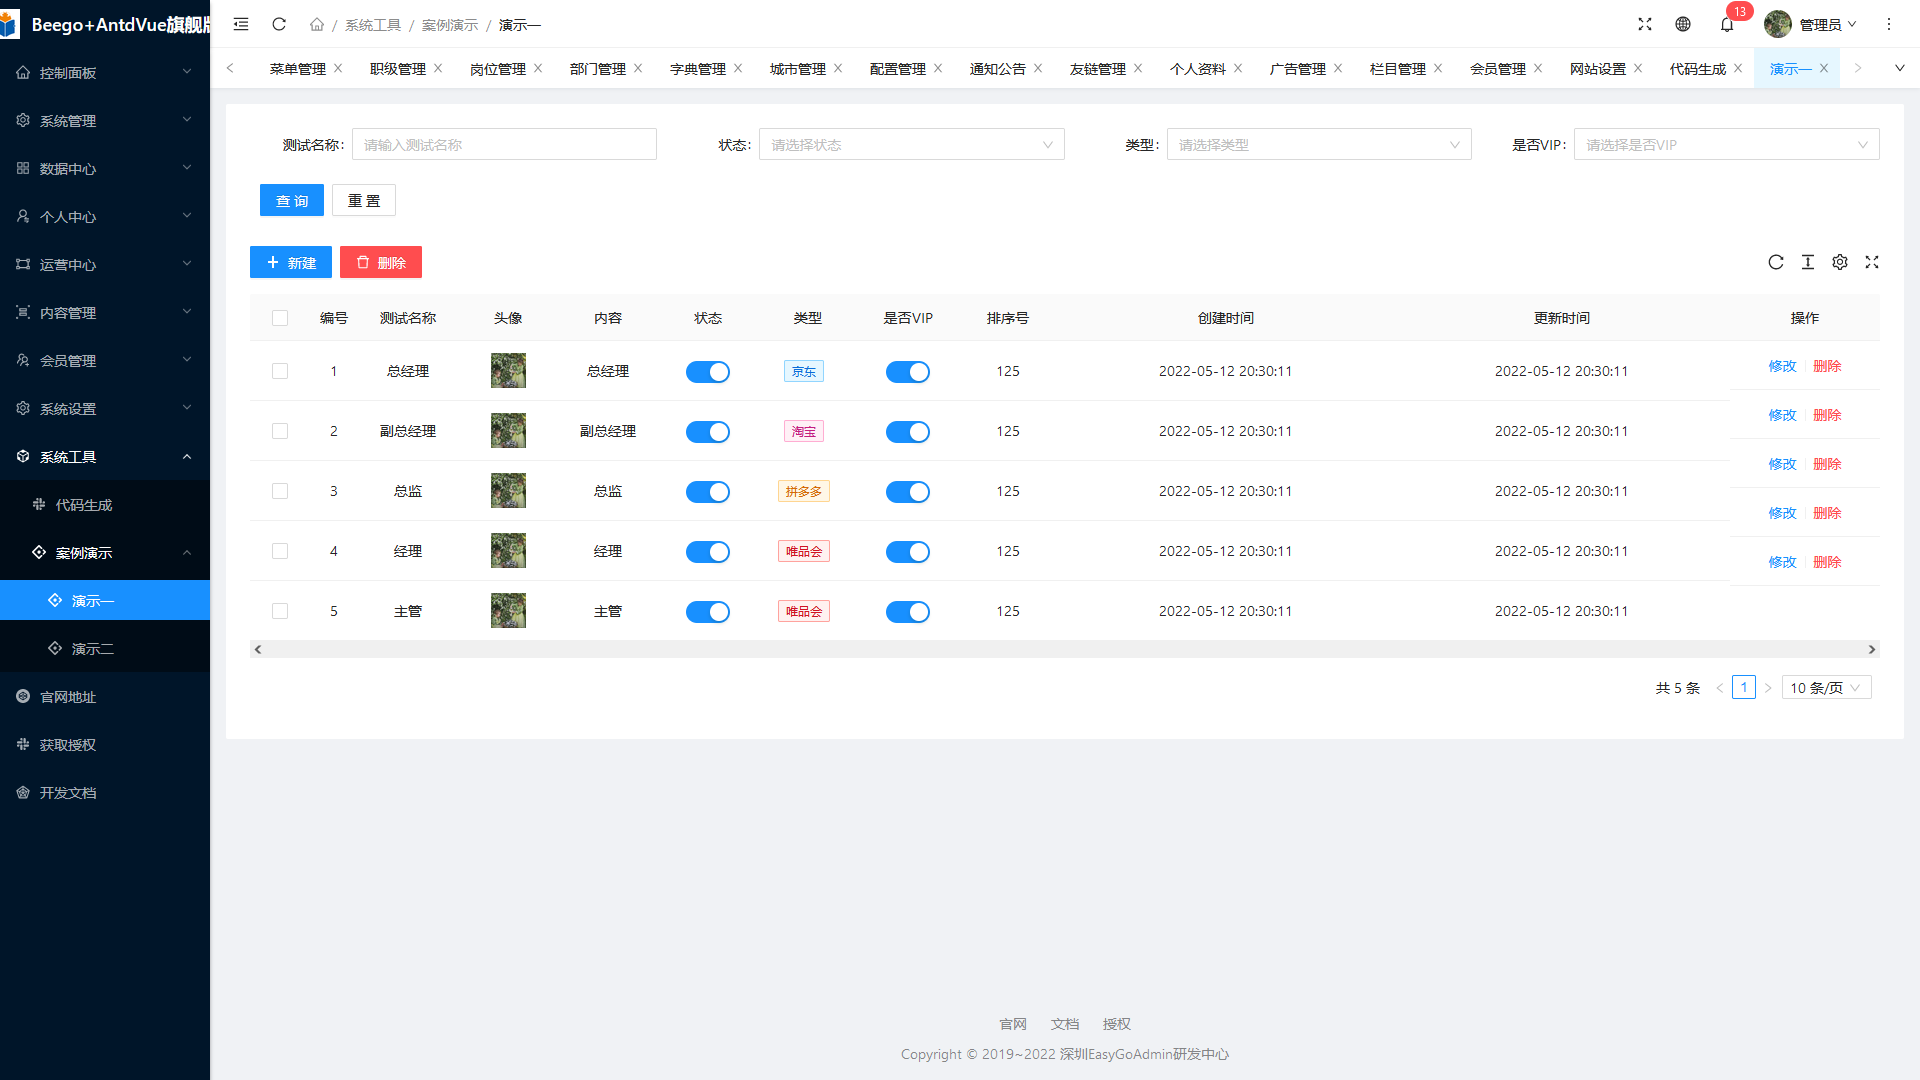 Beego+AntdVue旗舰版
控制面板
系统管理
数据中心
个人中心
运营中心
内容管理
会员管理
系统设置
系统工具
代码生成
案例演示
演示一
演示二
官网地址
获取授权
开发文档
/ 系统工具 / 案例演示 / 演示一
13
管理员
菜单管理 职级管理 岗位管理 部门管理 字典管理 城市管理 配置管理 通知公告 友链管理 个人资料 广告管理 栏目管理 会员管理 网站设置 代码生成 演示一
测试名称: 请输入测试名称 状态: 请选择状态 类型: 请选择类型 是否VIP: 请选择是否VIP
查 询 重 置
新建 删除
编号 测试名称 头像 内容 状态 类型 是否VIP 排序号 创建时间 更新时间 操作
1 总经理 总经理 京东 125 2022-05-12 20:30:11 2022-05-12 20:30:11 修改 删除
2 副总经理 副总经理 淘宝 125 2022-05-12 20:30:11 2022-05-12 20:30:11 修改 删除
3 总监 总监 拼多多 125 2022-05-12 20:30:11 2022-05-12 20:30:11 修改 删除
4 经理 经理 唯品会 125 2022-05-12 20:30:11 2022-05-12 20:30:11 修改 删除
5 主管 主管 唯品会 125 2022-05-12 20:30:11 2022-05-12 20:30:11 修改 删除
共 5 条 1 10 条/页
官网 文档 授权
Copyright © 2019~2022 深圳EasyGoAdmin研发中心